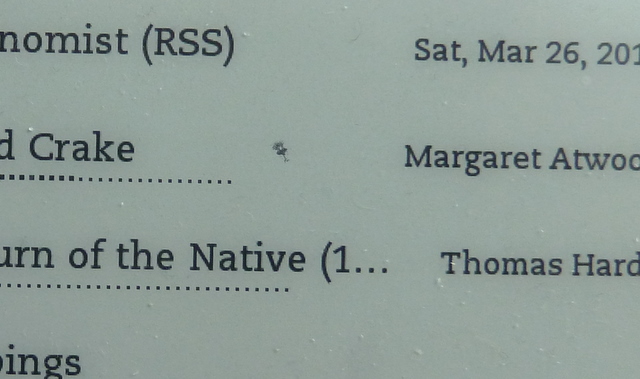 nomist (RSS) Sat, Mar 26, 201
d Crake Margaret Atwoo
urn of the Native (1... Thomas Hard
pings